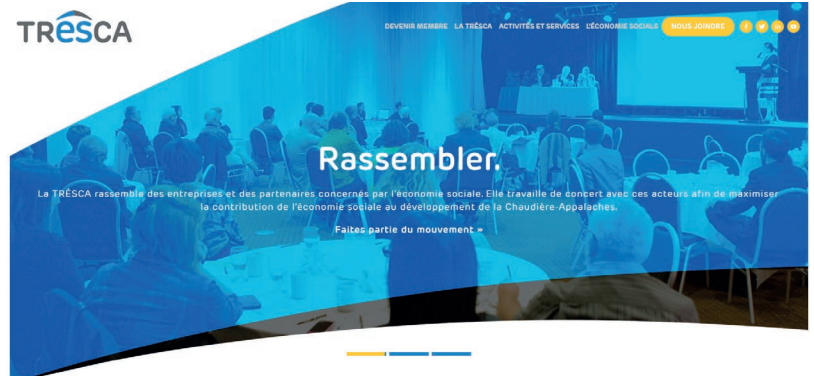 TRéSCA
DEVENIR MEMBRE LA TRÉSCA ACTIVITÉS ET SERVICES L'ÉCONOMIE SOCIALE NOUS JOINDRE
Rassembler.
La TRÉSCA rassemble des entreprises et des partenaires concernés par l'économie sociale. Elle travaille de concert avec ces acteurs afin de maximiser
la contribution de l'économie sociale au développement de la Chaudière-Appalaches.
Faites partie du mouvement »